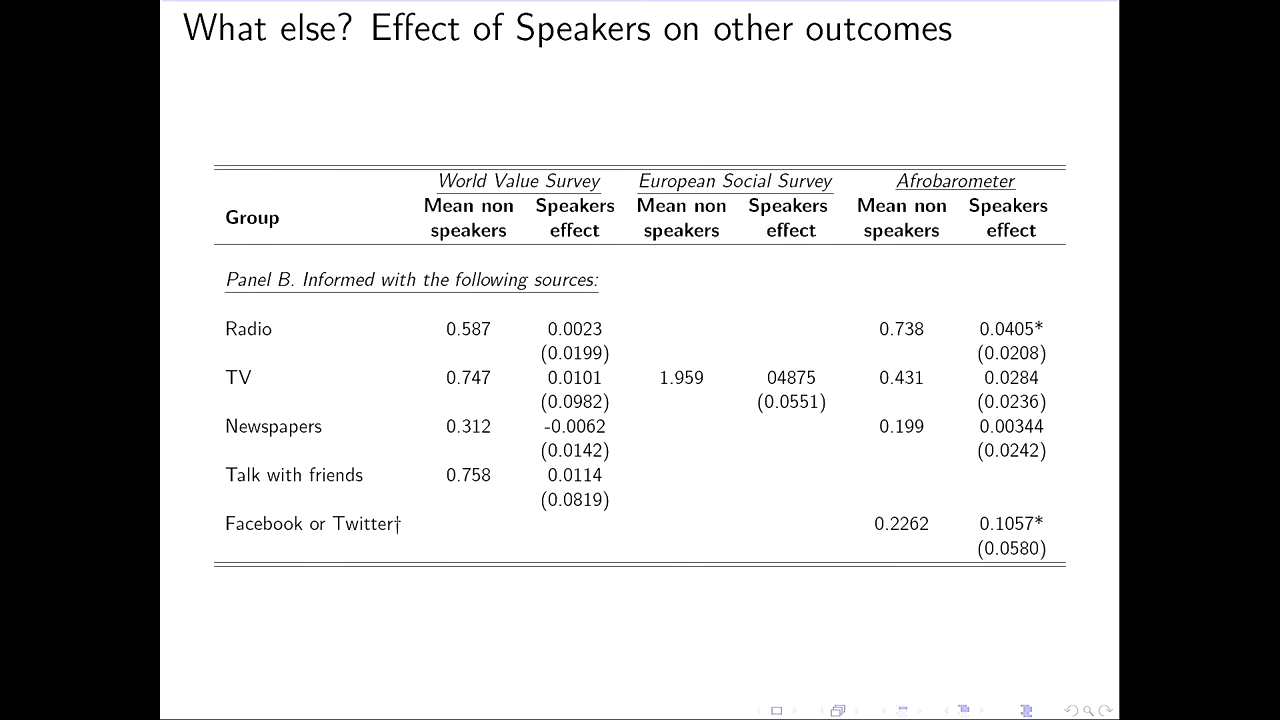 What else? Effect of Speakers on other outcomes
World Value Survey European Social Survey Afrobarometer
Group Mean non speakers Speakers effect Mean non speakers Speakers effect Mean non speakers Speakers effect
Panel B. Informed with the following sources:
Radio 0.587 0.0023 0.738 0.0405*
(0.0199) (0.0208)
TV 0.747 0.0101 1.959 04875 0.431 0.0284
(0.0982) (0.0551) (0.0236)
Newspapers 0.312 -0.0062 0.199 0.00344
(0.0142) (0.0242)
Talk with friends 0.758 0.0114
(0.0819)
Facebook or Twitter† 0.2262 0.1057*
(0.0580)